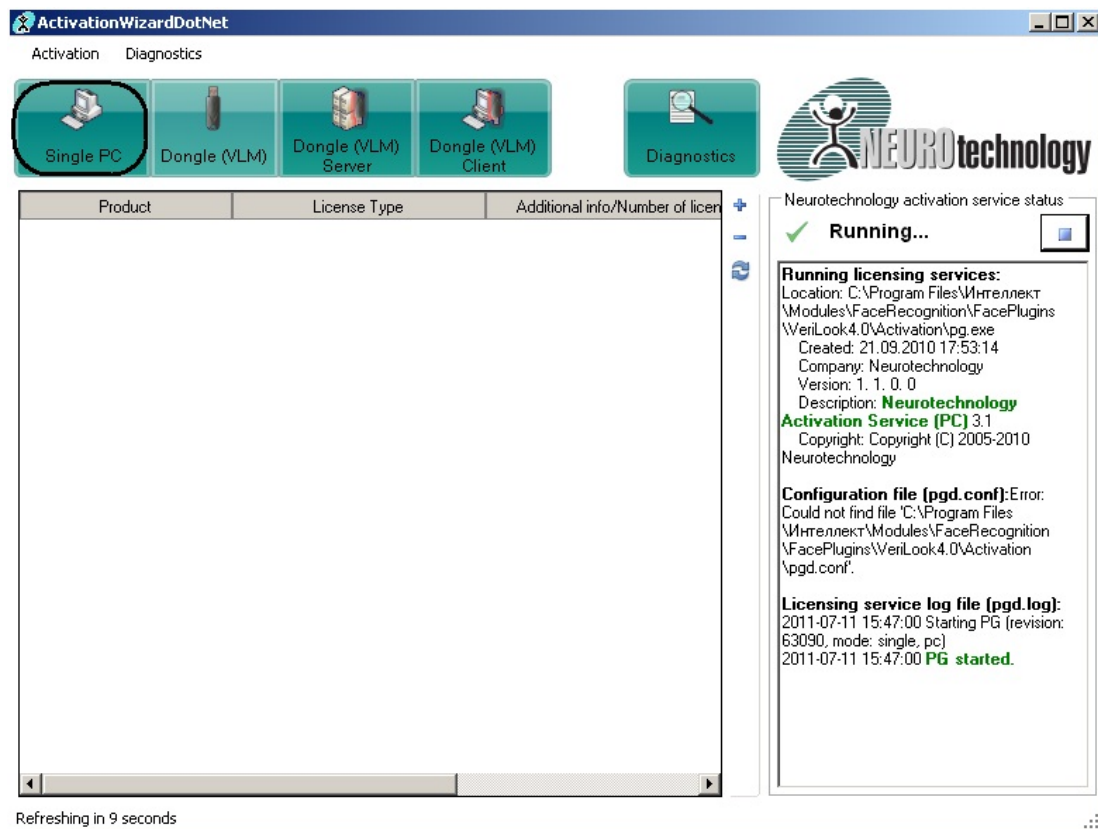 ActivationWizardDotNet
Activation Diagnostics
Single PC
Dongle (VLM)
Dongle (VLM)
Server
Dongle (VLM)
Client
Diagnostics
NEUROtechnology
Product License Type Additional info/Number of licen
Neurotechnology activation service status
Running...
Running licensing services:
Location: C:\Program Files\Интеллект
\Modules\FaceRecognition\FacePlugins
\VeriLook4.0\Activation\pg.exe
Created: 21.09.2010 17:53:14
Company: Neurotechnology
Version: 1. 1. 0. 0
Description: Neurotechnology
Activation Service (PC) 3.1
Copyright: Copyright (C) 2005-2010
Neurotechnology
Configuration file (pgd.conf):Error:
Could not find file 'C:\Program Files
\Интеллект\Modules\FaceRecognition
\FacePlugins\VeriLook4.0\Activation
\pgd.conf'.
Licensing service log file (pgd.log):
2011-07-11 15:47:00 Starting PG (revision:
63090, mode: single, pc)
2011-07-11 15:47:00 PG started.
Refreshing in 9 seconds